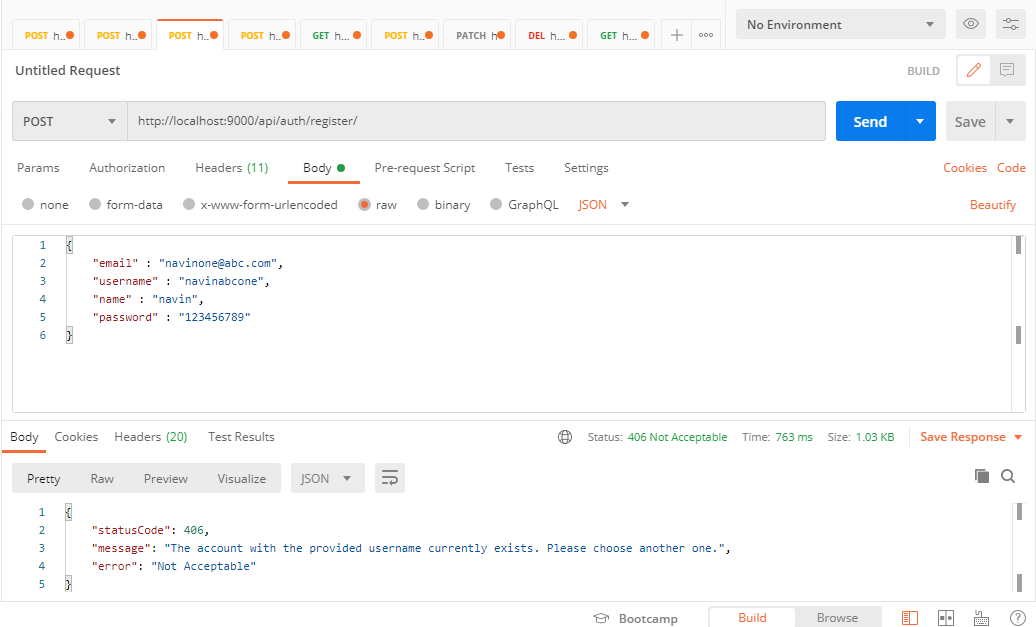 POST h.. POST h.. POST h.. POST h.. GET h... POST h.. PATCH h DEL h... GET h... No Environment
Untitled Request BUILD
POST http://localhost:9000/api/auth/register/ Send Save
Params Authorization Headers (11) Body Pre-request Script Tests Settings Cookies Code
none form-data x-www-form-urlencoded raw binary GraphQL JSON Beautify
1 {
2 "email" : "navinone@abc.com",
3 "username" : "navinabcone",
4 "name" : "navin",
5 "password" : "123456789"
6 }
Body Cookies Headers (20) Test Results Status: 406 Not Acceptable Time: 763 ms Size: 1.03 KB Save Response
Pretty Raw Preview Visualize JSON
1 {
2 "statusCode": 406,
3 "message": "The account with the provided username currently exists. Please choose another one.",
4 "error": "Not Acceptable"
5 }
Bootcamp Build Browse